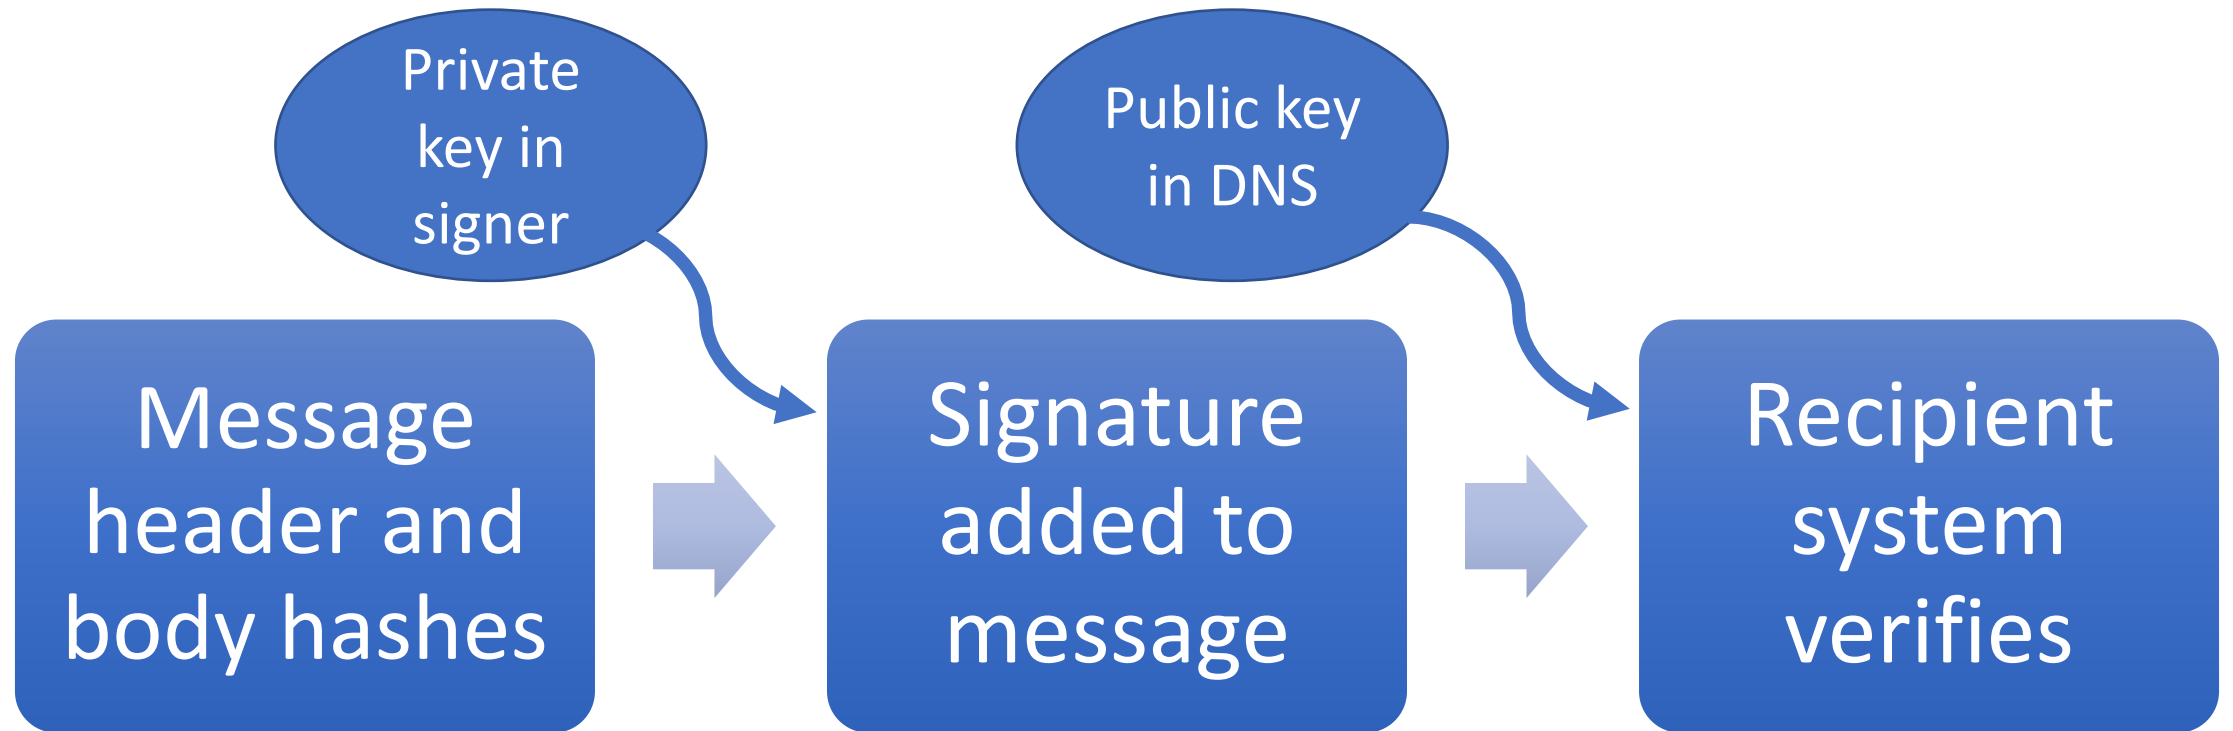 Private
key in
signer
Public key
in DNS
Message
header and
body hashes
Signature
added to
message
Recipient
system
verifies